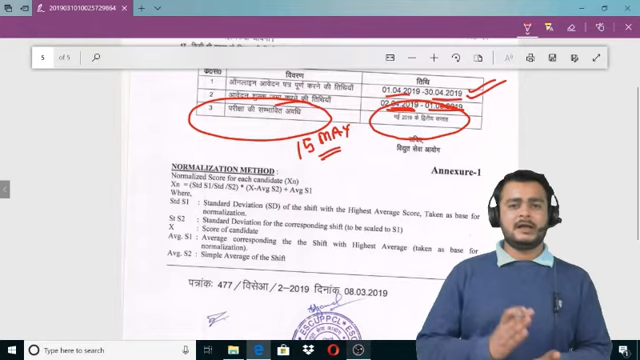 2019031010025729864
5 of 5
क्र०सं०
विवरण
तिथि
1 ऑनलाइन आवेदन पत्र पूर्ण करने की तिथियाँ 01.04.2019 -30.04.2019
2 आवेदन शुल्क जमा करने की तिथियाँ
3 परीक्षा की सम्भावित अवधि मई 2019 के द्वितीय सप्ताह
15 MAY
सचिव
विद्युत सेवा आयोग
Annexure-1
NORMALIZATION METHOD :
Normalized Score for each candidate (Xn)
Xn = (Std S1/Std /S2) * (X-Avg S2) + Avg S1
Where,
Std S1 : Standard Deviation (SD) of the shift with the Highest Average Score, Taken as base for
normalization.
St S2 : Standard Deviation for the corresponding shift (to be scaled to S1)
X : Score of candidate
Avg. S1 : Average corresponding the the Shift with Highest Average (taken as base for
normalization).
Avg. S2 : Simple Average of the Shift
पत्रांक: 477/विसेआ/2-2019 दिनांक 08.03.2019
ESCUPPCL
Type here to search